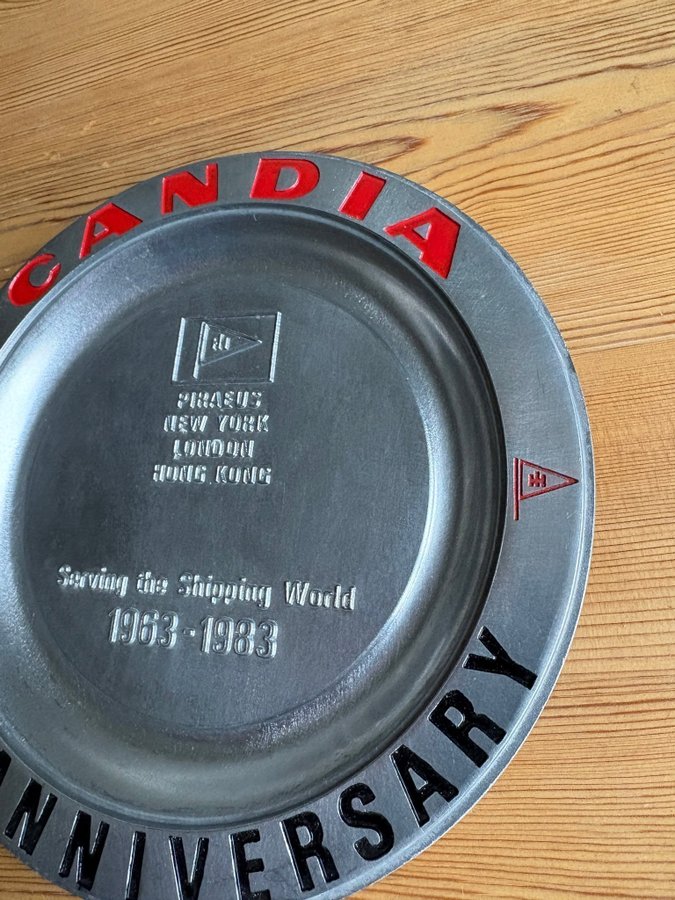 CANDIA
PIRAEUS
NEW YORK
LONDON
HONG KONG
Serving the Shipping World
1963-1983
ANNIVERSARY